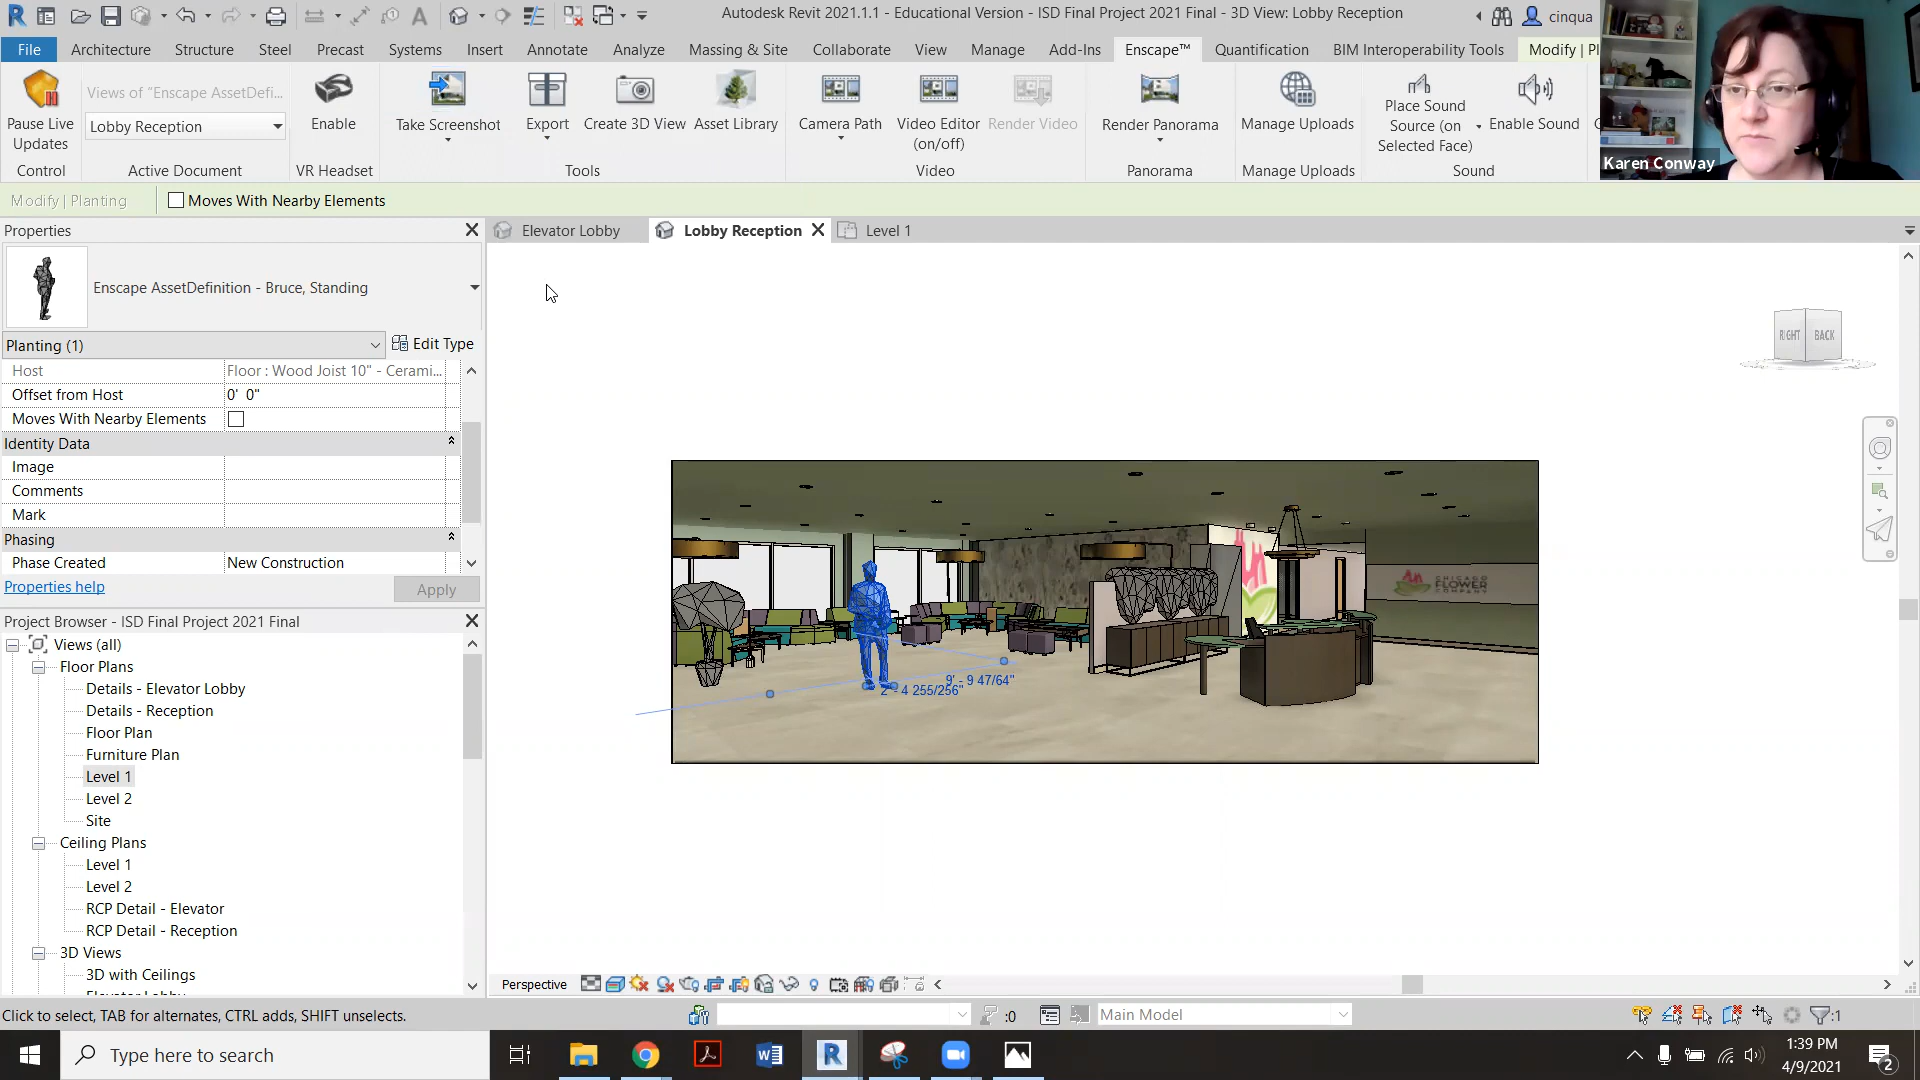 Autodesk Revit 2021.1.1 - Educational Version - ISD Final Project 2021 Final - 3D View: Lobby Reception
cinqua
File Architecture Structure Steel Precast Systems Insert Annotate Analyze Massing & Site Collaborate View Manage Add-Ins Enscape™ Quantification BIM Interoperability Tools Modify | Pl
Pause Live Updates
Views of "Enscape AssetDefi...
Lobby Reception
Enable
Take Screenshot
Export
Create 3D View
Asset Library
Camera Path
Video Editor (on/off)
Render Video
Render Panorama
Manage Uploads
Place Sound Source (on Selected Face)
Enable Sound
Control Active Document VR Headset Tools Video Panorama Manage Uploads Sound
Karen Conway
Modify | Planting
Moves With Nearby Elements
Properties
Elevator Lobby Lobby Reception Level 1
Enscape AssetDefinition - Bruce, Standing
Planting (1)
Edit Type
Host Floor : Wood Joist 10" - Cerami...
Offset from Host 0' 0"
Moves With Nearby Elements
Identity Data
Image
Comments
Mark
Phasing
Phase Created New Construction
Properties help
Apply
RIGHT BACK
CHICAGO
FLOWER
COMPANY
9' - 9 47/64"
2' - 4 255/256"
Project Browser - ISD Final Project 2021 Final
Views (all)
Floor Plans
Details - Elevator Lobby
Details - Reception
Floor Plan
Furniture Plan
Level 1
Level 2
Site
Ceiling Plans
Level 1
Level 2
RCP Detail - Elevator
RCP Detail - Reception
3D Views
3D with Ceilings
Elevator Lobby
Perspective
Click to select, TAB for alternates, CTRL adds, SHIFT unselects.
:0
Main Model
:1
Type here to search
1:39 PM
4/9/2021
2